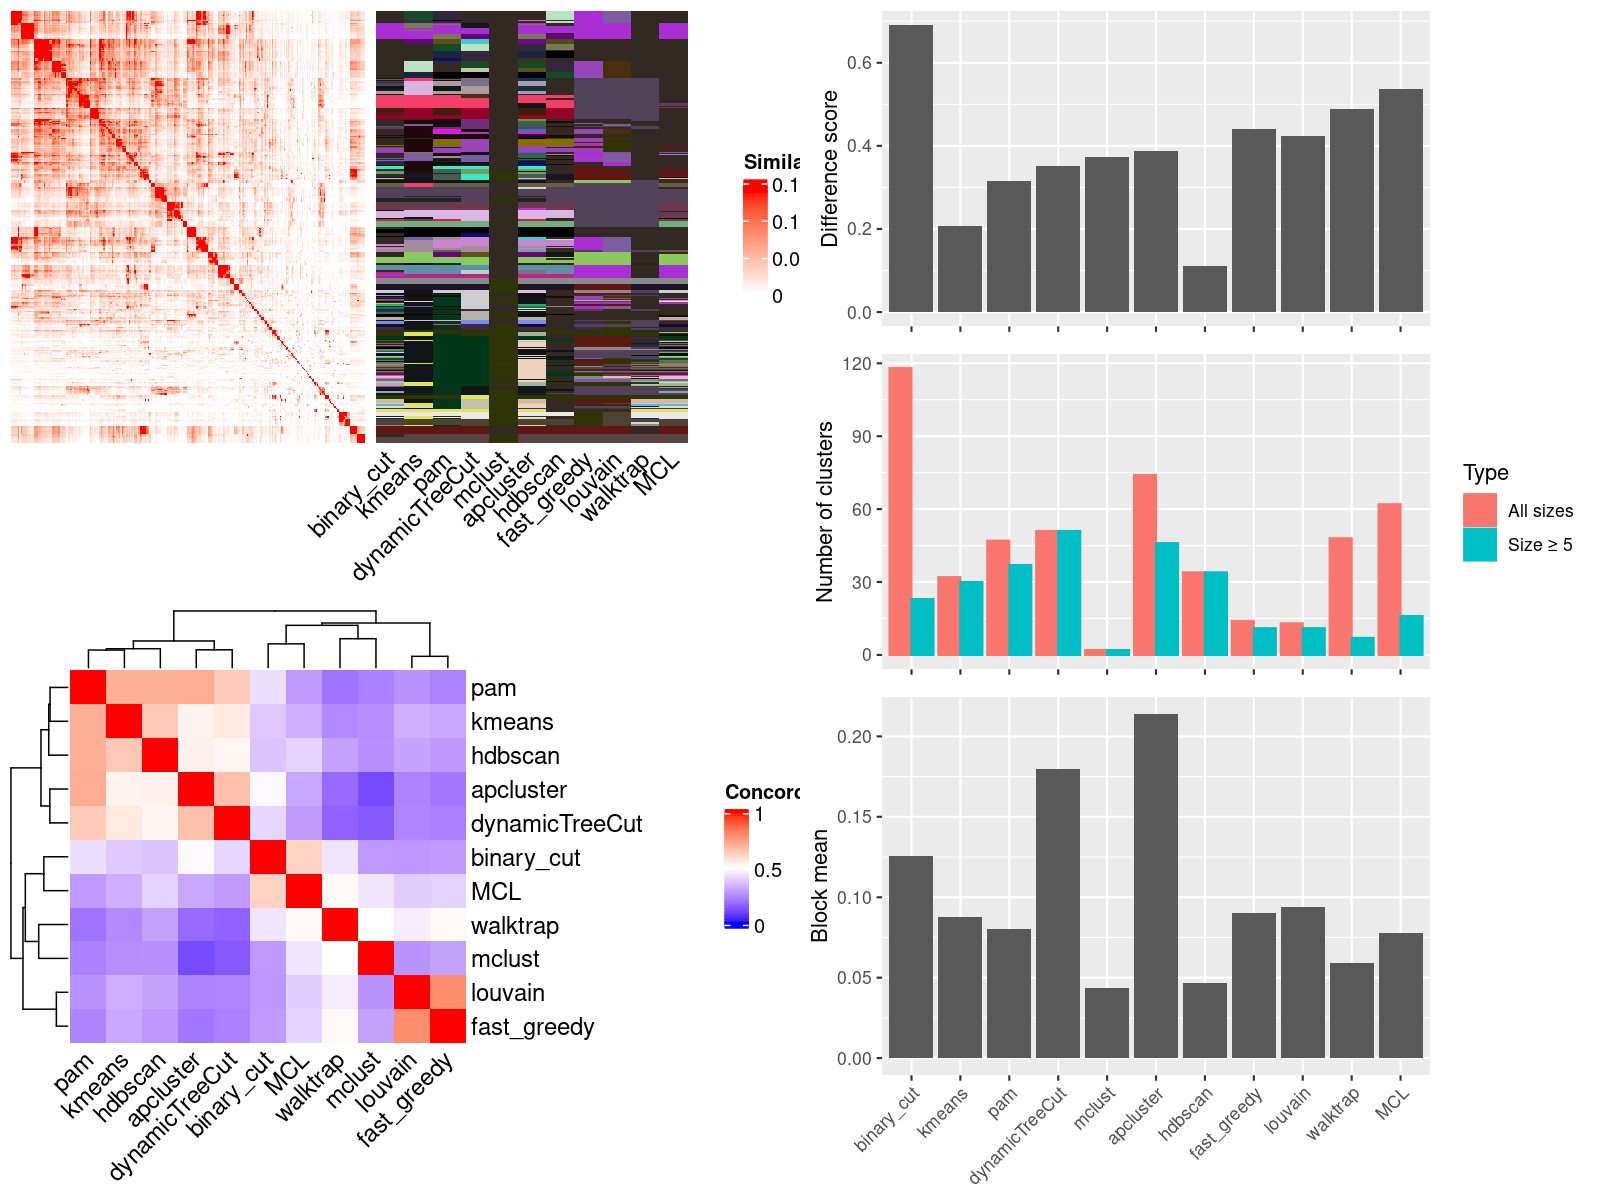 Simila
0.1
0.1
0.0
0
binary_cut
kmeans
pam
dynamicTreeCut
mclust
apcluster
hdbscan
fast_greedy
louvain
walktrap
MCL
pam
kmeans
hdbscan
apcluster
dynamicTreeCut
binary_cut
MCL
walktrap
mclust
louvain
fast_greedy
pam
kmeans
hdbscan
apcluster
dynamicTreeCut
binary_cut
MCL
walktrap
mclust
louvain
fast_greedy
Concord
1
0.5
0
Difference score
0.6
0.4
0.2
0.0
Number of clusters
120
90
60
30
0
Type
All sizes
Size ≥ 5
Block mean
0.20
0.15
0.10
0.05
0.00
binary_cut
kmeans
pam
dynamicTreeCut
mclust
apcluster
hdbscan
fast_greedy
louvain
walktrap
MCL